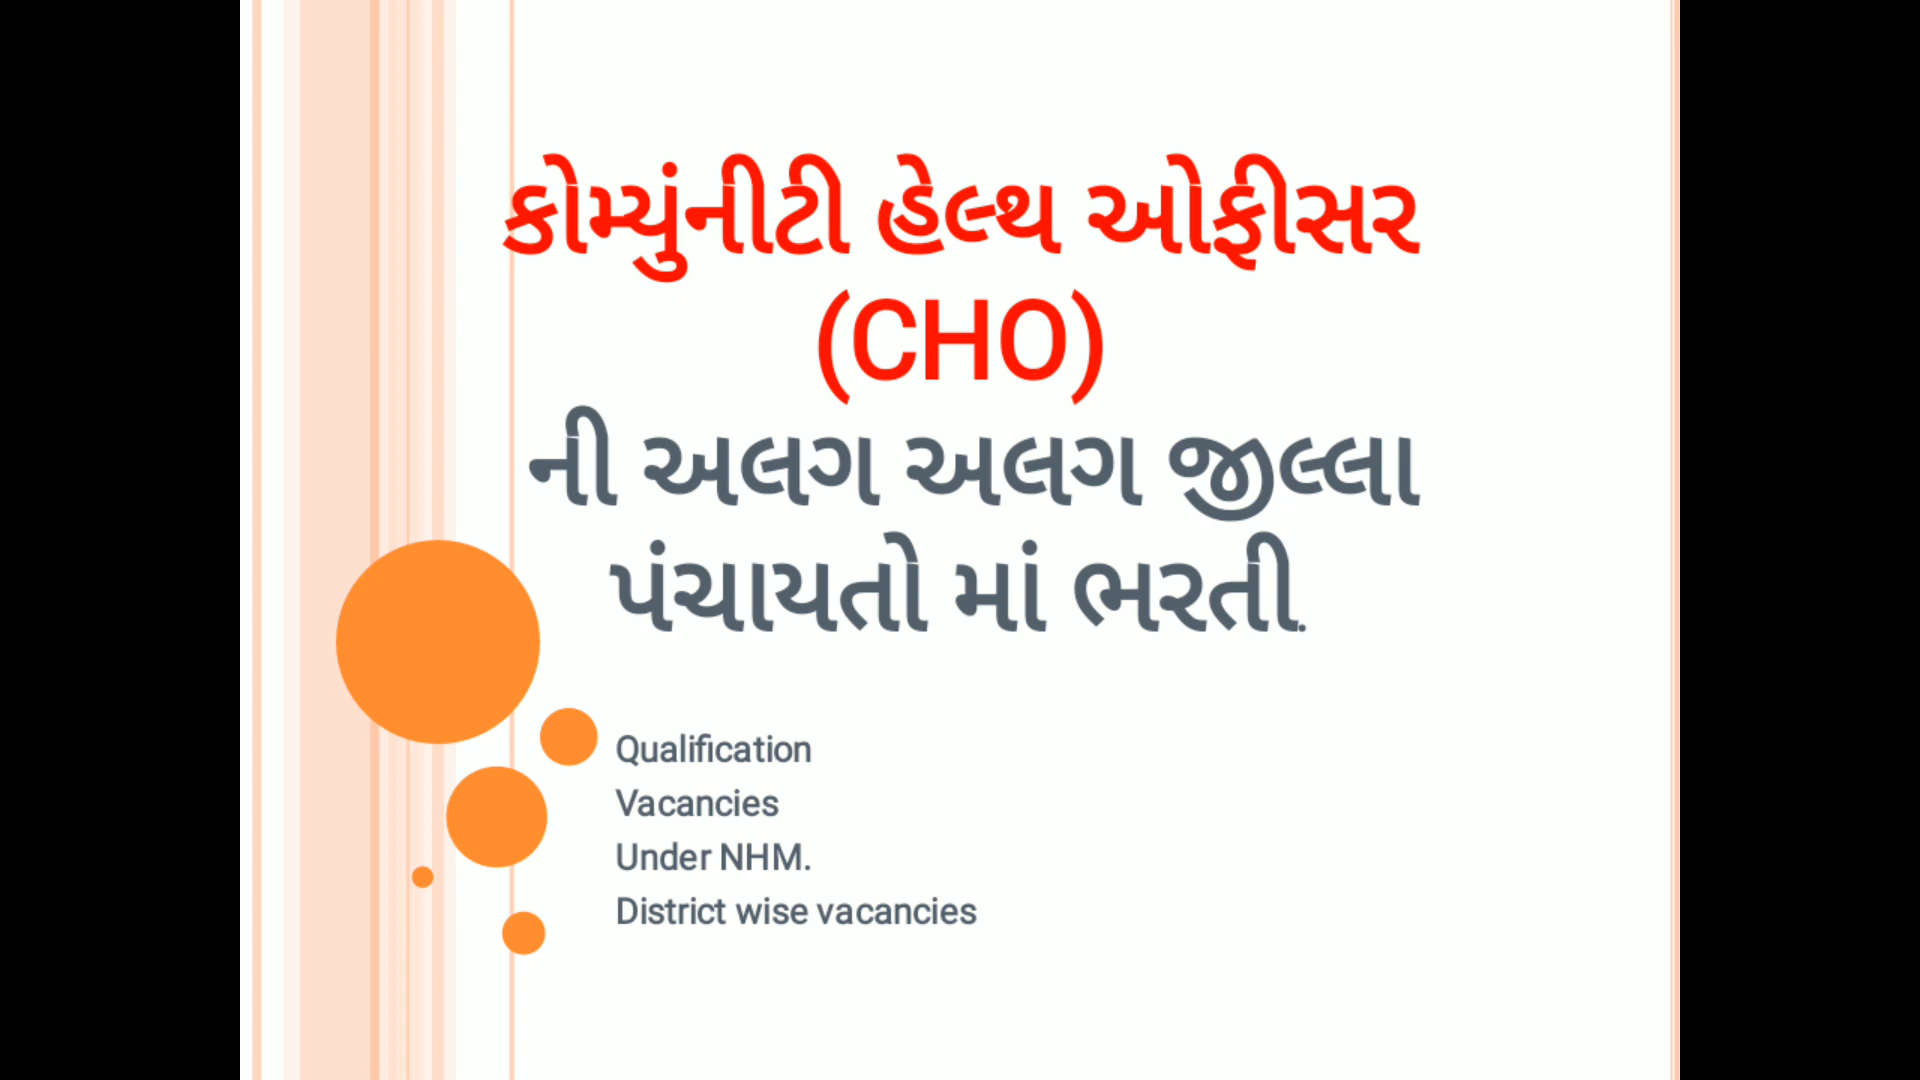 કોમ્યુંનીટી હેલ્થ ઓફીસર
(CHO)
ની અલગ અલગ જીલ્લા
પંચાયતો માં ભરતી.
Qualification
Vacancies
Under NHM.
District wise vacancies